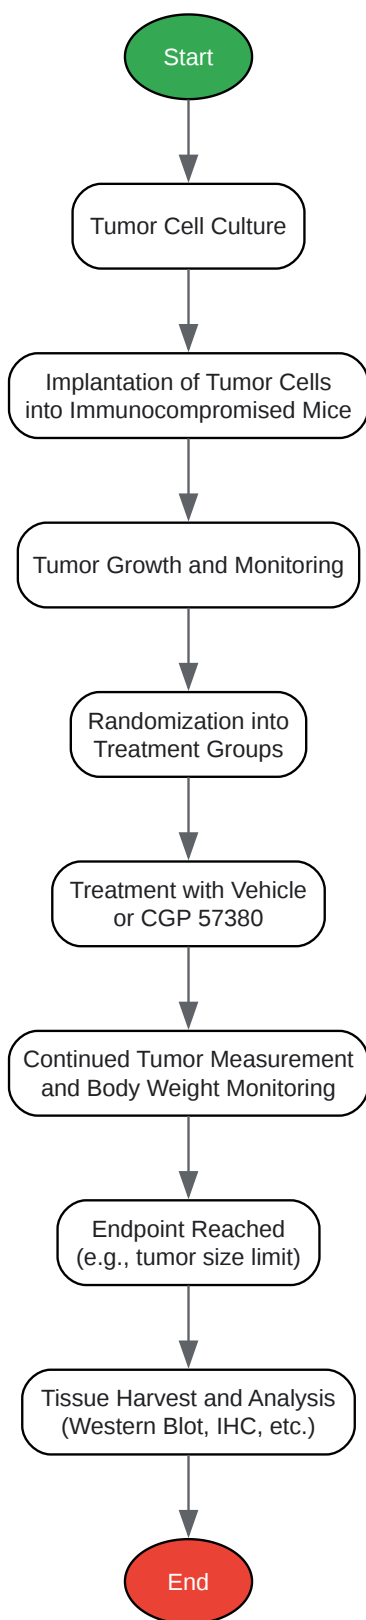 Start
Tumor Cell Culture
Implantation of Tumor Cells
into Immunocompromised Mice
Tumor Growth and Monitoring
Randomization into
Treatment Groups
Treatment with Vehicle
or CGP 57380
Continued Tumor Measurement
and Body Weight Monitoring
Endpoint Reached
(e.g., tumor size limit)
Tissue Harvest and Analysis
(Western Blot, IHC, etc.)
End